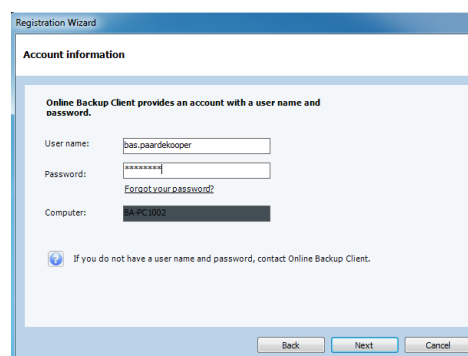 Registration Wizard
Account information
Online Backup Client provides an account with a user name and
password.
User name: bas.paardekooper
Password: ********
Forgot your password?
Computer: BA-PC1002
If you do not have a user name and password, contact Online Backup Client.
Back Next Cancel